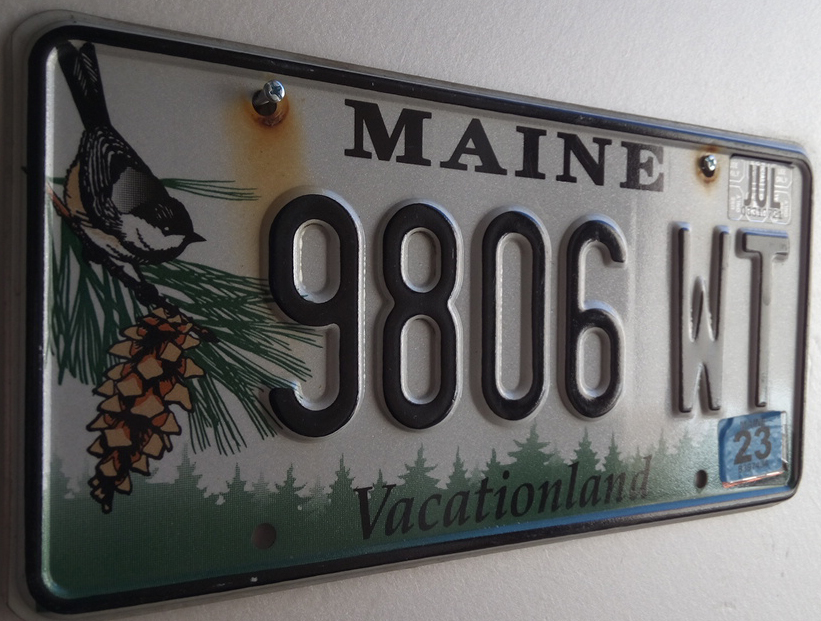 MAINE
JUL
9806 WT
23
Vacationland